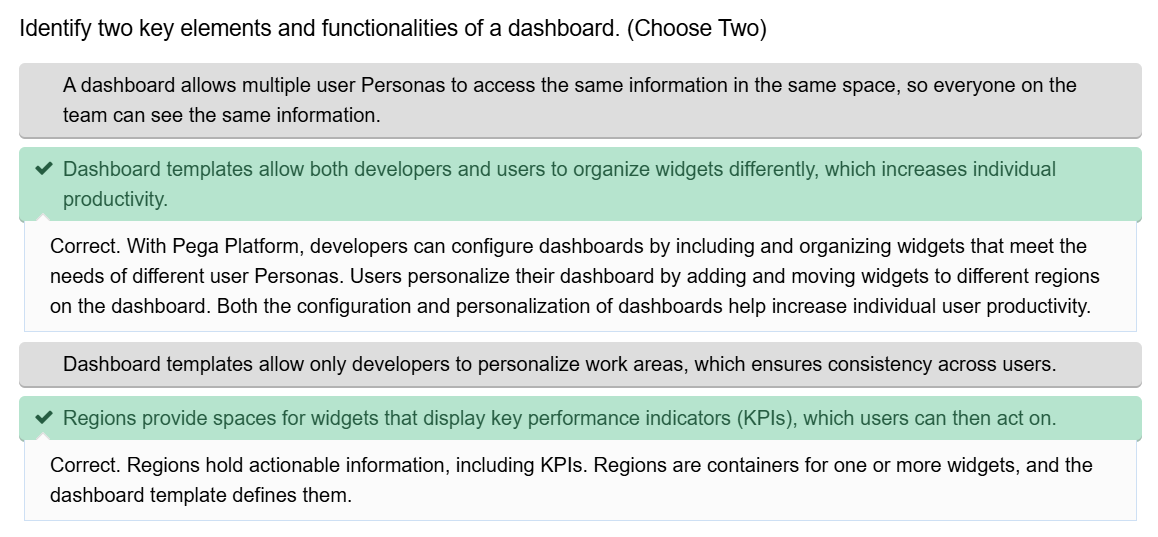 Identify two key elements and functionalities of a dashboard. (Choose Two)
A dashboard allows multiple user Personas to access the same information in the same space, so everyone on the
team can see the same information.
Dashboard templates allow both developers and users to organize widgets differently, which increases individual
productivity.
Correct. With Pega Platform, developers can configure dashboards by including and organizing widgets that meet the
needs of different user Personas. Users personalize their dashboard by adding and moving widgets to different regions
on the dashboard. Both the configuration and personalization of dashboards help increase individual user productivity.
Dashboard templates allow only developers to personalize work areas, which ensures consistency across users.
Regions provide spaces for widgets that display key performance indicators (KPIs), which users can then act on.
Correct. Regions hold actionable information, including KPIs. Regions are containers for one or more widgets, and the
dashboard template defines them.